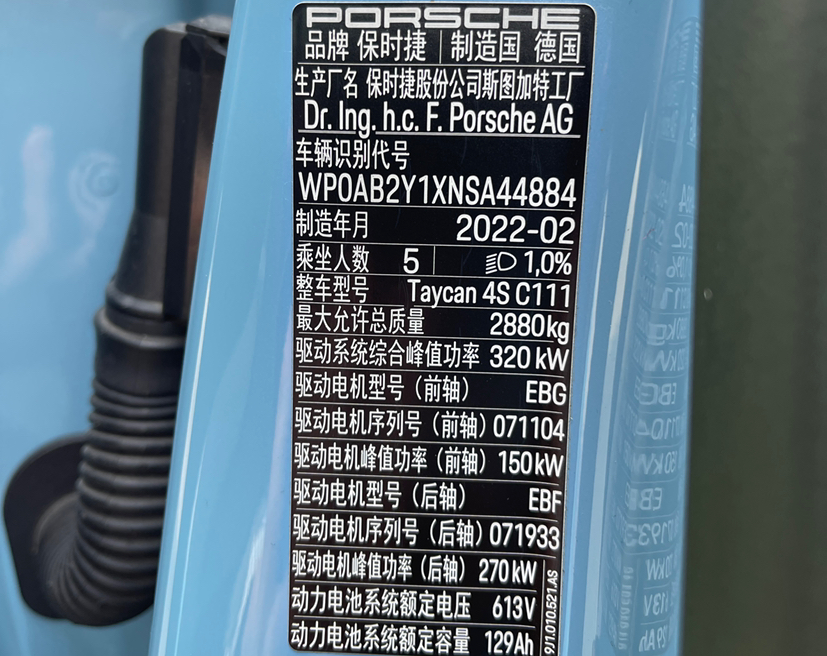 PORSCHE
品牌 保时捷 制造国 德国
生产厂名 保时捷股份公司斯图加特工厂
Dr. Ing. h.c. F. Porsche AG
车辆识别代号
WP0AB2Y1XNSA44884
制造年月 2022-02
乘坐人数 5 1,0%
整车型号 Taycan 4S C111
最大允许总质量 2880kg
驱动系统综合峰值功率 320 kW
驱动电机型号（前轴） EBG
驱动电机序列号（前轴）071104
驱动电机峰值功率（前轴）150kW
驱动电机型号（后轴） EBF
驱动电机序列号（后轴）071933
驱动电机峰值功率（后轴）270kW
动力电池系统额定电压 613V
动力电池系统额定容量 129Ah
9J1.010.621.AS